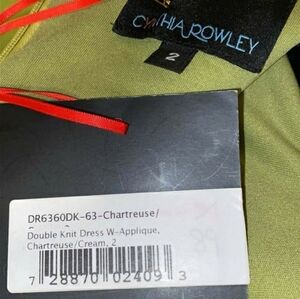 CYNTHIA ROWLEY
2
DR6360DK-63-Chartreuse/
Double Knit Dress W-Applique,
Chartreuse/Cream, 2
7 28870 02409 3